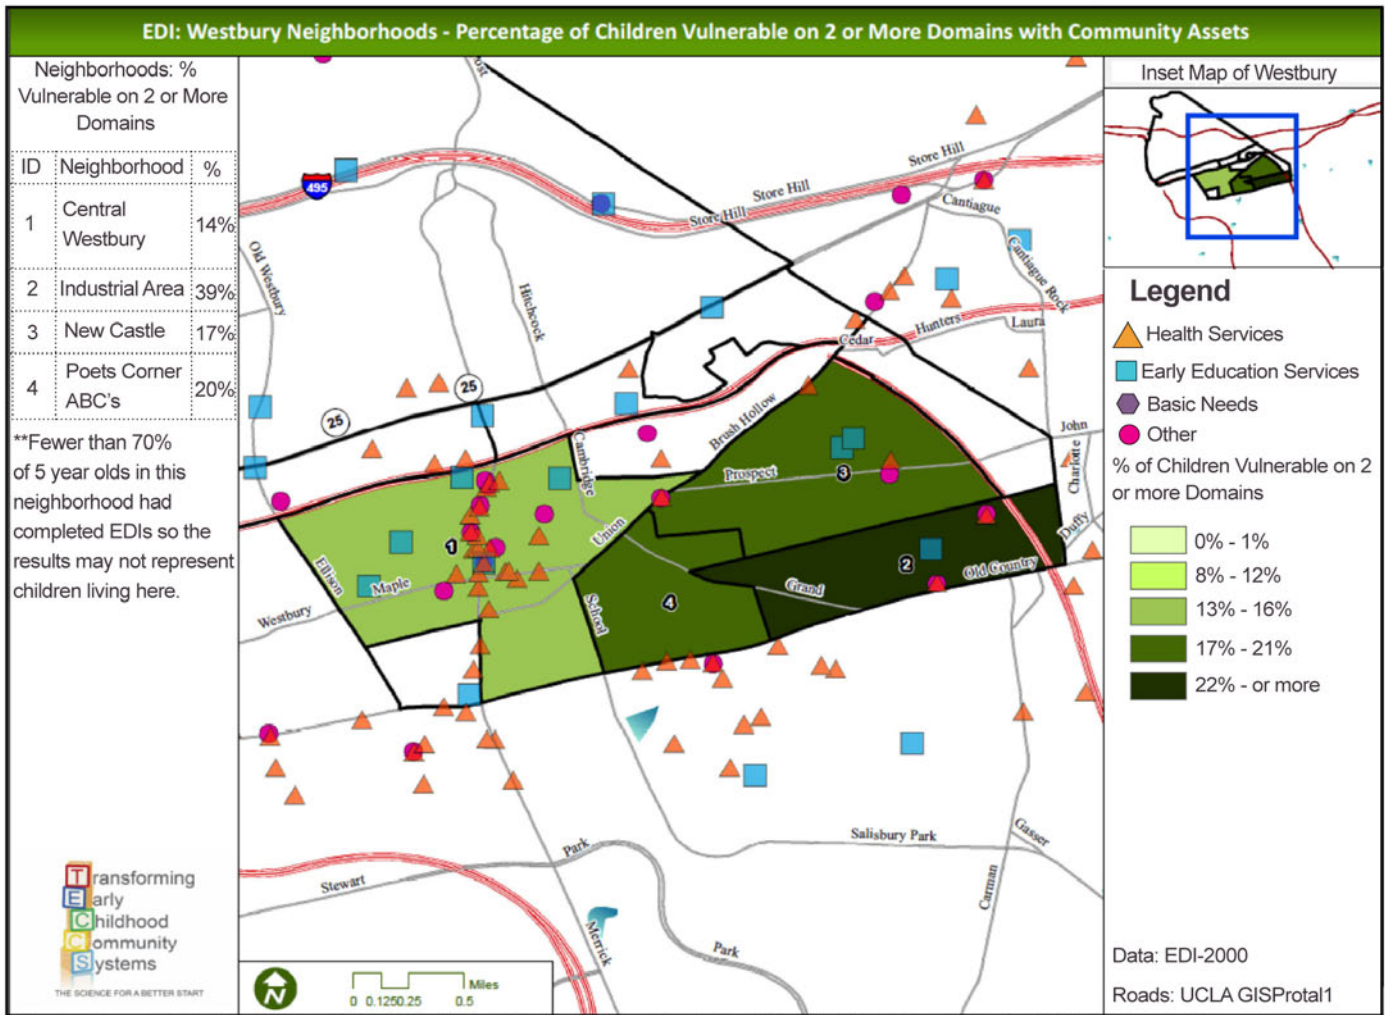 EDI: Westbury Neighborhoods - Percentage of Children Vulnerable on 2 or More Domains with Community Assets
Neighborhoods: %
Vulnerable on 2 or More
Domains
ID Neighborhood %
1 Central Westbury 14%
2 Industrial Area 39%
3 New Castle 17%
4 Poets Corner ABC's 20%
**Fewer than 70%
of 5 year olds in this
neighborhood had
completed EDIs so the
results may not represent
children living here.
Transforming
Early
Childhood
Community
Systems
THE SCIENCE FOR A BETTER START
ost
495
Store Hill
Store Hill
Store Hill
Cantiague
Cantiague Rock
Old Westbury
Hitchcock
Hunters
Laura
Cedar
25
25
Brush Hollow
John
Charlotte
Cambridge
Prospect
3
Union
Duffy
1
2
Old Country
Ellison
Maple
Grand
Westbury
School
4
Salisbury Park
Gasser
Park
Stewart
Carman
Merrick
Park
N
Miles
0 0.1250.25 0.5
Inset Map of Westbury
Legend
Health Services
Early Education Services
Basic Needs
Other
% of Children Vulnerable on 2
or more Domains
0% - 1%
8% - 12%
13% - 16%
17% - 21%
22% - or more
Data: EDI-2000
Roads: UCLA GISProtal1